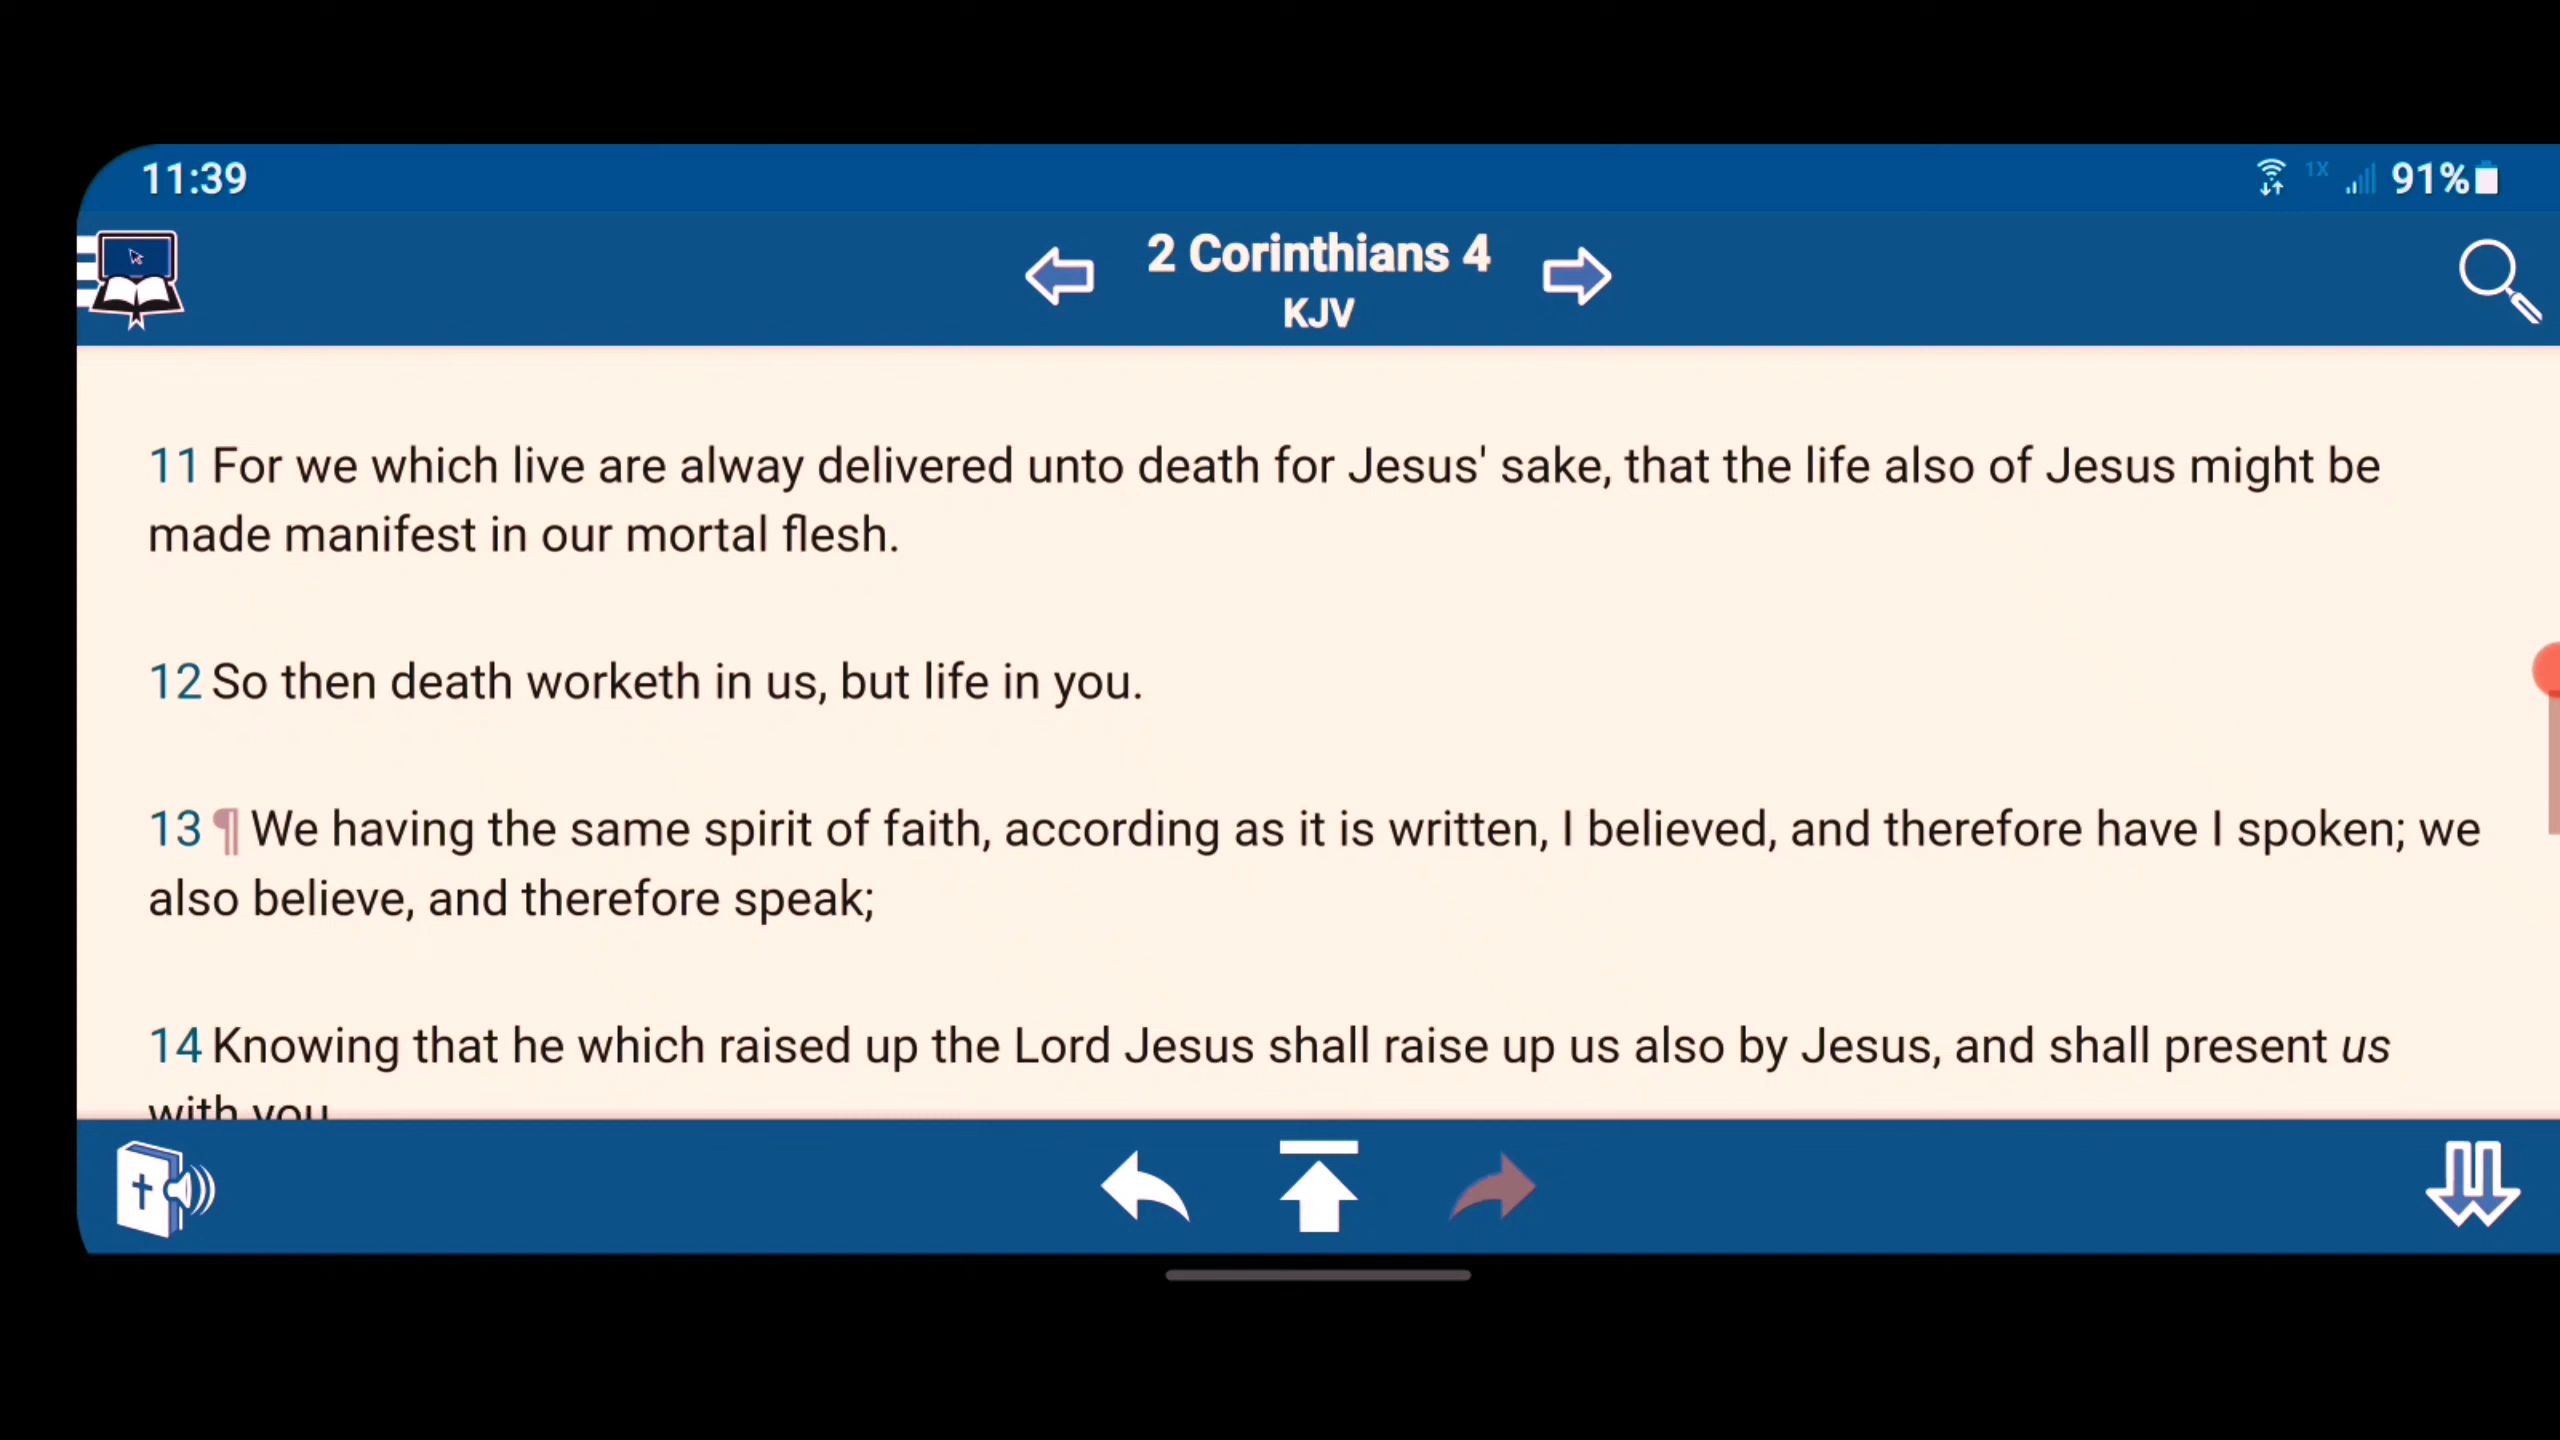 11:39
1X
91%
2 Corinthians 4
KJV
11 For we which live are alway delivered unto death for Jesus' sake, that the life also of Jesus might be
made manifest in our mortal flesh.
12 So then death worketh in us, but life in you.
13 ¶ We having the same spirit of faith, according as it is written, I believed, and therefore have I spoken; we
also believe, and therefore speak;
14 Knowing that he which raised up the Lord Jesus shall raise up us also by Jesus, and shall present us
with you